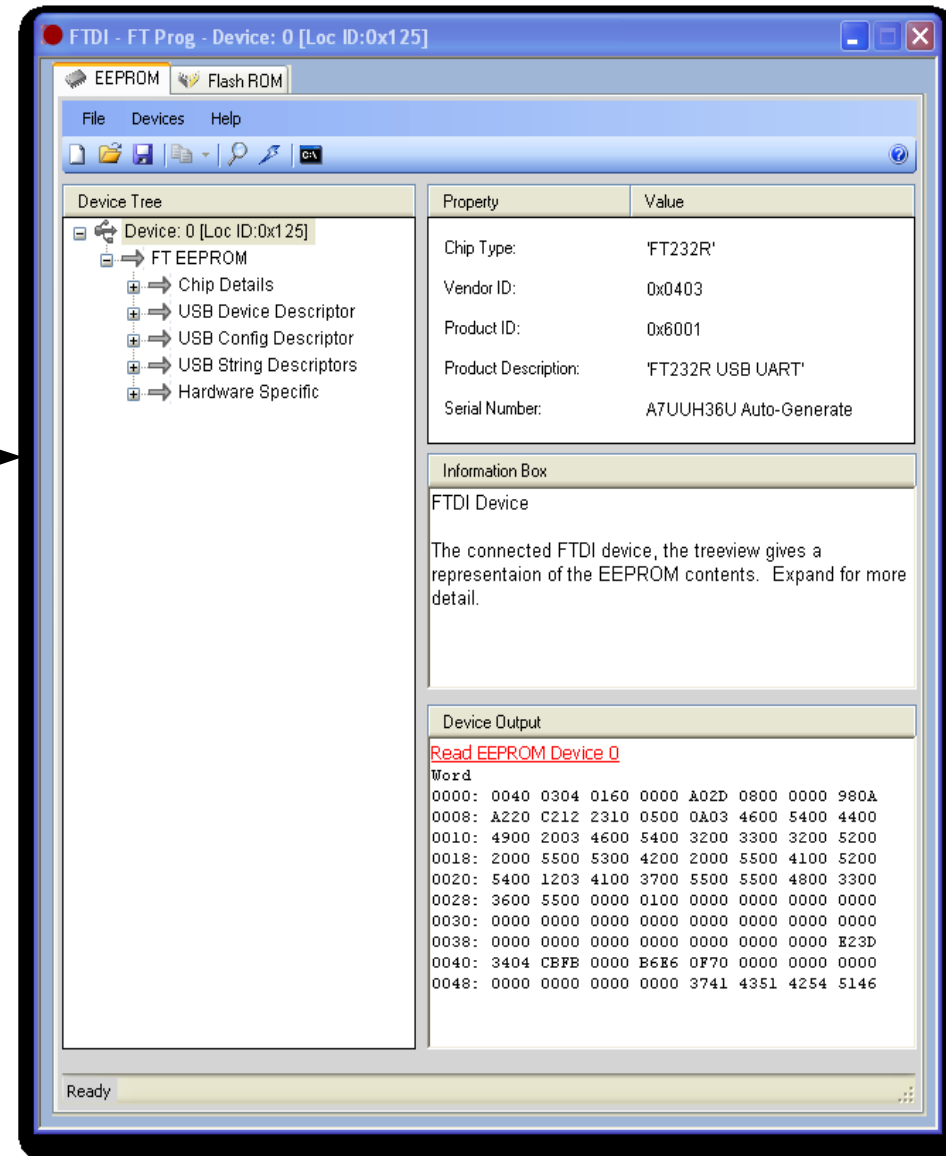 FTDI - FT Prog - Device: 0 [Loc ID:0x125]
EEPROM Flash ROM
File Devices Help
C:\
Device Tree
Device: 0 [Loc ID:0x125]
FT EEPROM
Chip Details
USB Device Descriptor
USB Config Descriptor
USB String Descriptors
Hardware Specific
Property Value
Chip Type: 'FT232R'
Vendor ID: 0x0403
Product ID: 0x6001
Product Description: 'FT232R USB UART'
Serial Number: A7UUH36U Auto-Generate
Information Box
FTDI Device
The connected FTDI device, the treeview gives a
representaion of the EEPROM contents. Expand for more
detail.
Device Output
Read EEPROM Device 0
Word
0000: 0040 0304 0160 0000 A02D 0800 0000 980A
0008: A220 C212 2310 0500 0A03 4600 5400 4400
0010: 4900 2003 4600 5400 3200 3300 3200 5200
0018: 2000 5500 5300 4200 2000 5500 4100 5200
0020: 5400 1203 4100 3700 5500 5500 4800 3300
0028: 3600 5500 0000 0100 0000 0000 0000 0000
0030: 0000 0000 0000 0000 0000 0000 0000 0000
0038: 0000 0000 0000 0000 0000 0000 0000 E23D
0040: 3404 CBFB 0000 B6E6 0F70 0000 0000 0000
0048: 0000 0000 0000 0000 3741 4351 4254 5146
Ready